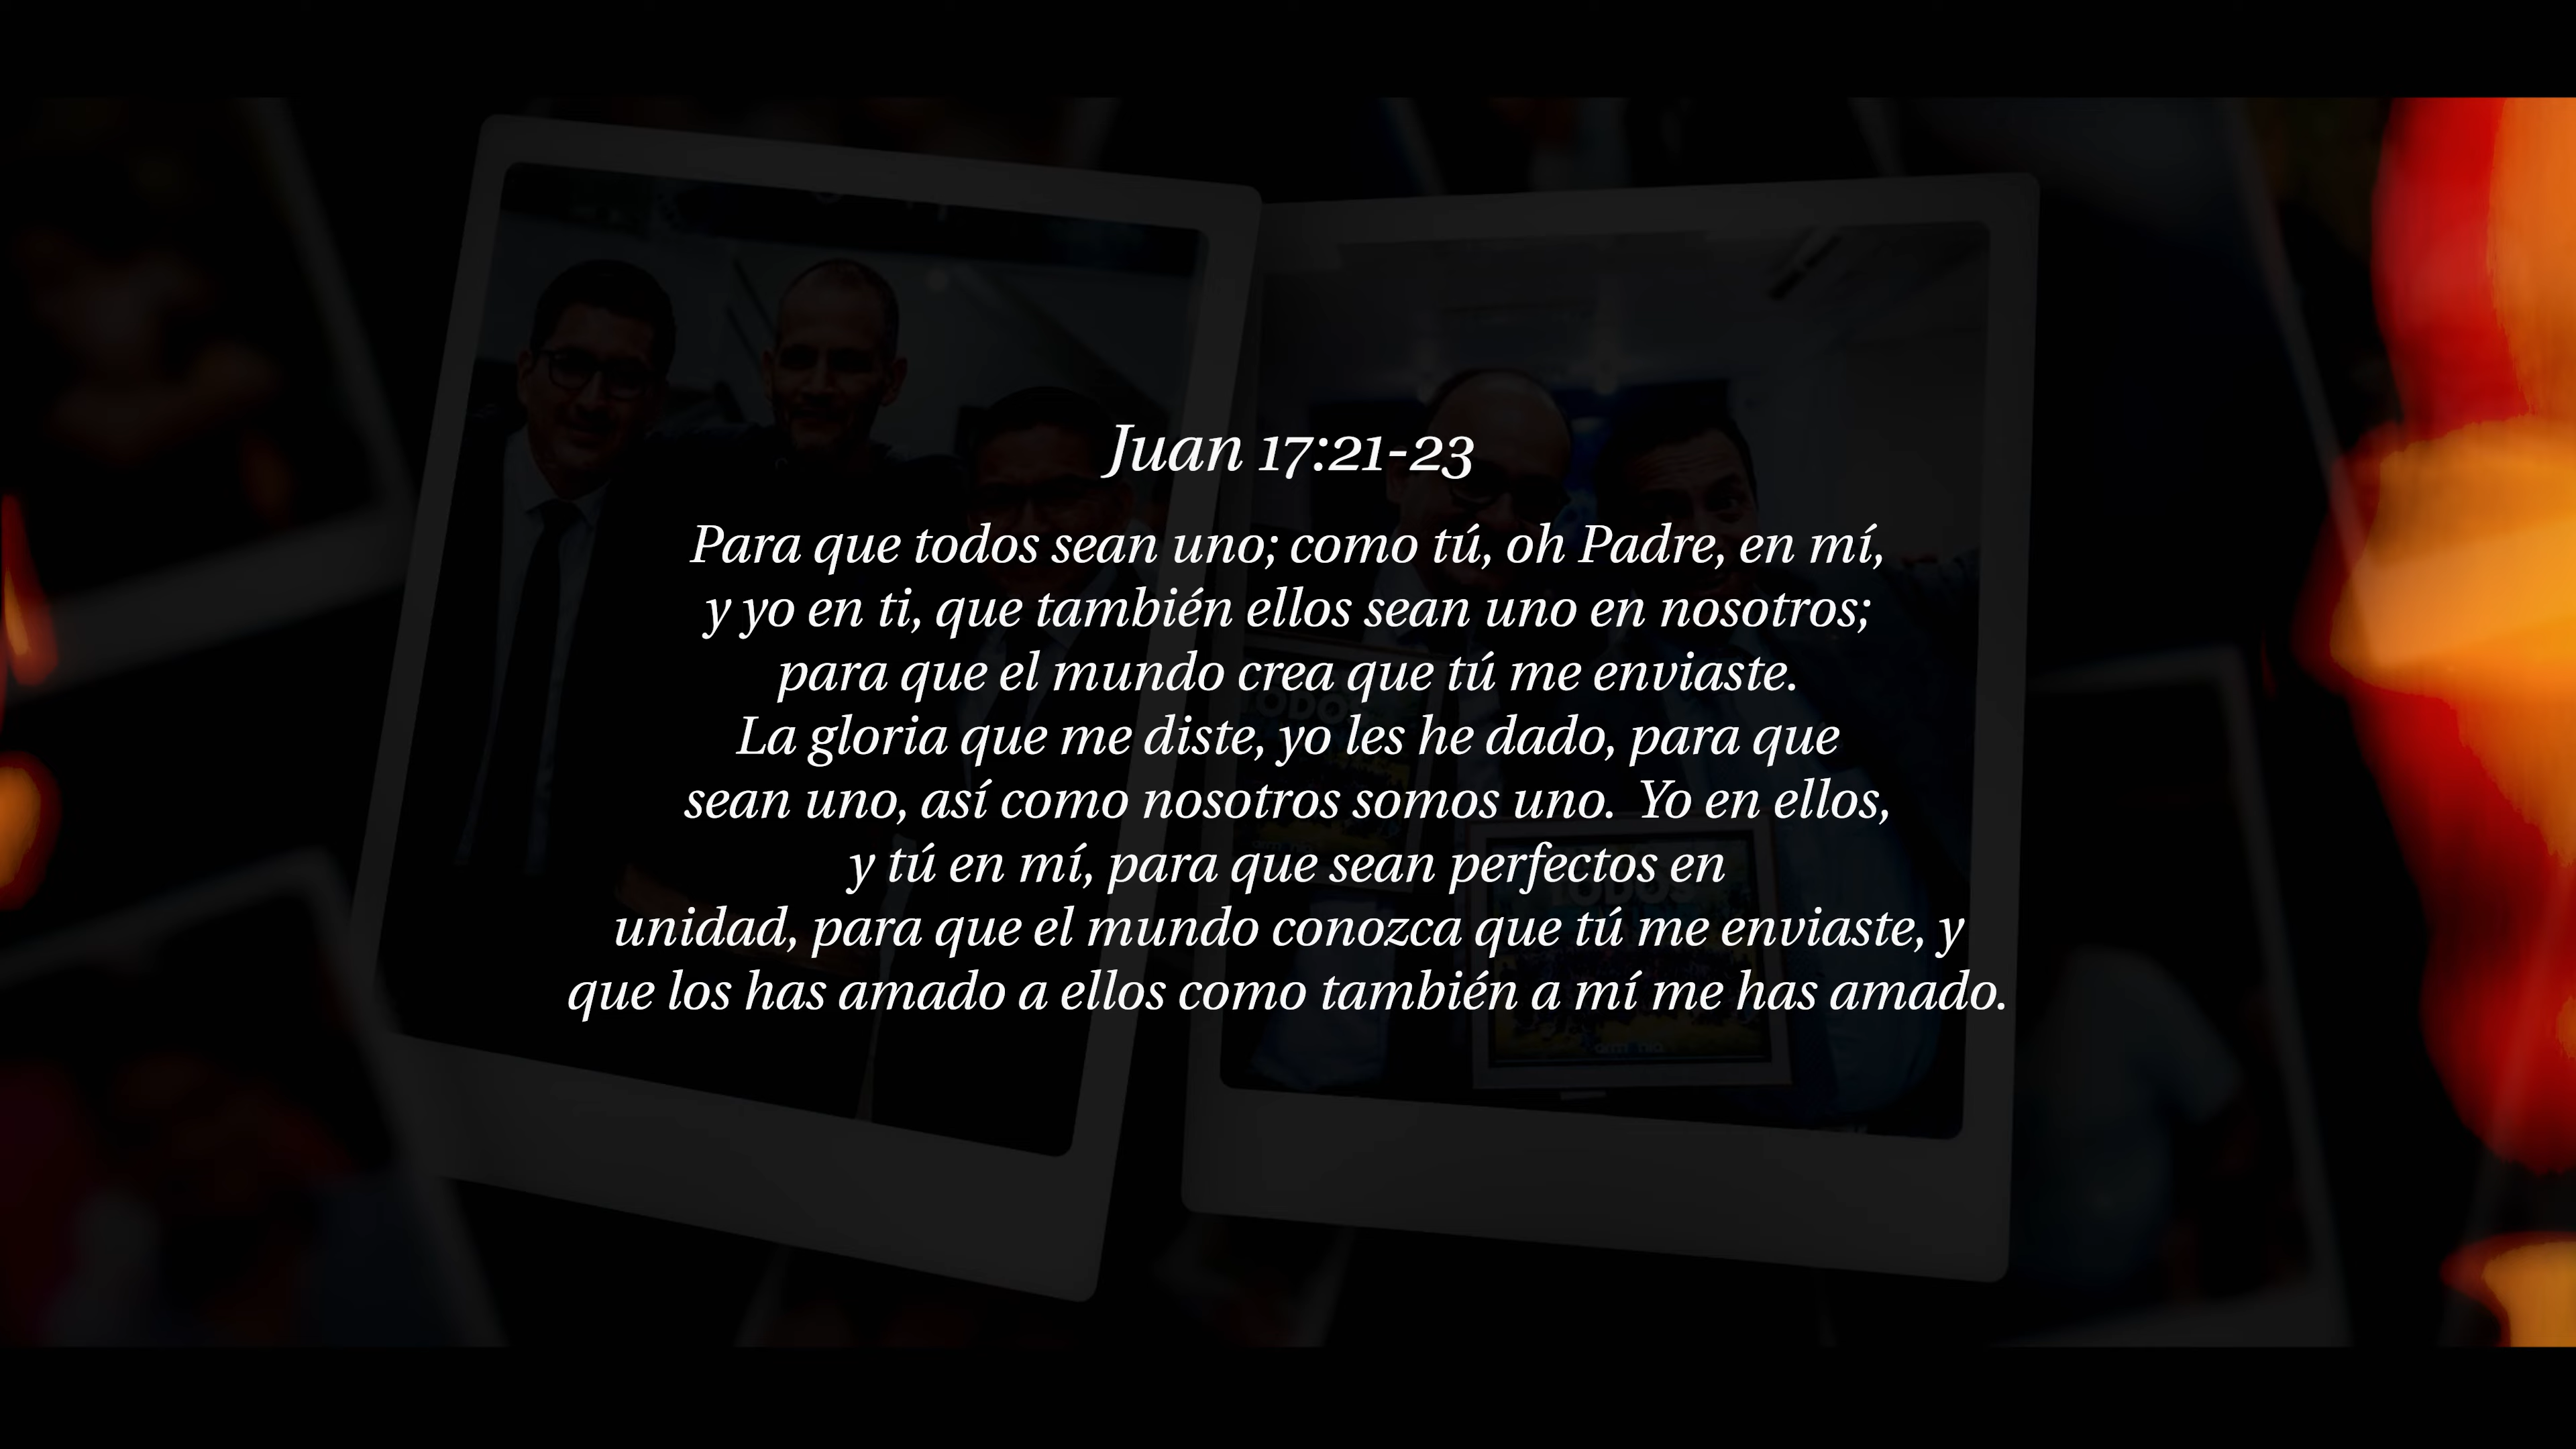 Juan 17:21-23
Para que todos sean uno; como tú, oh Padre, en mí,
y yo en ti, que también ellos sean uno en nosotros;
para que el mundo crea que tú me enviaste.
La gloria que me diste, yo les he dado, para que
sean uno, así como nosotros somos uno.  Yo en ellos,
y tú en mí, para que sean perfectos en
unidad, para que el mundo conozca que tú me enviaste, y
que los has amado a ellos como también a mí me has amado.
TODOS
TODOS